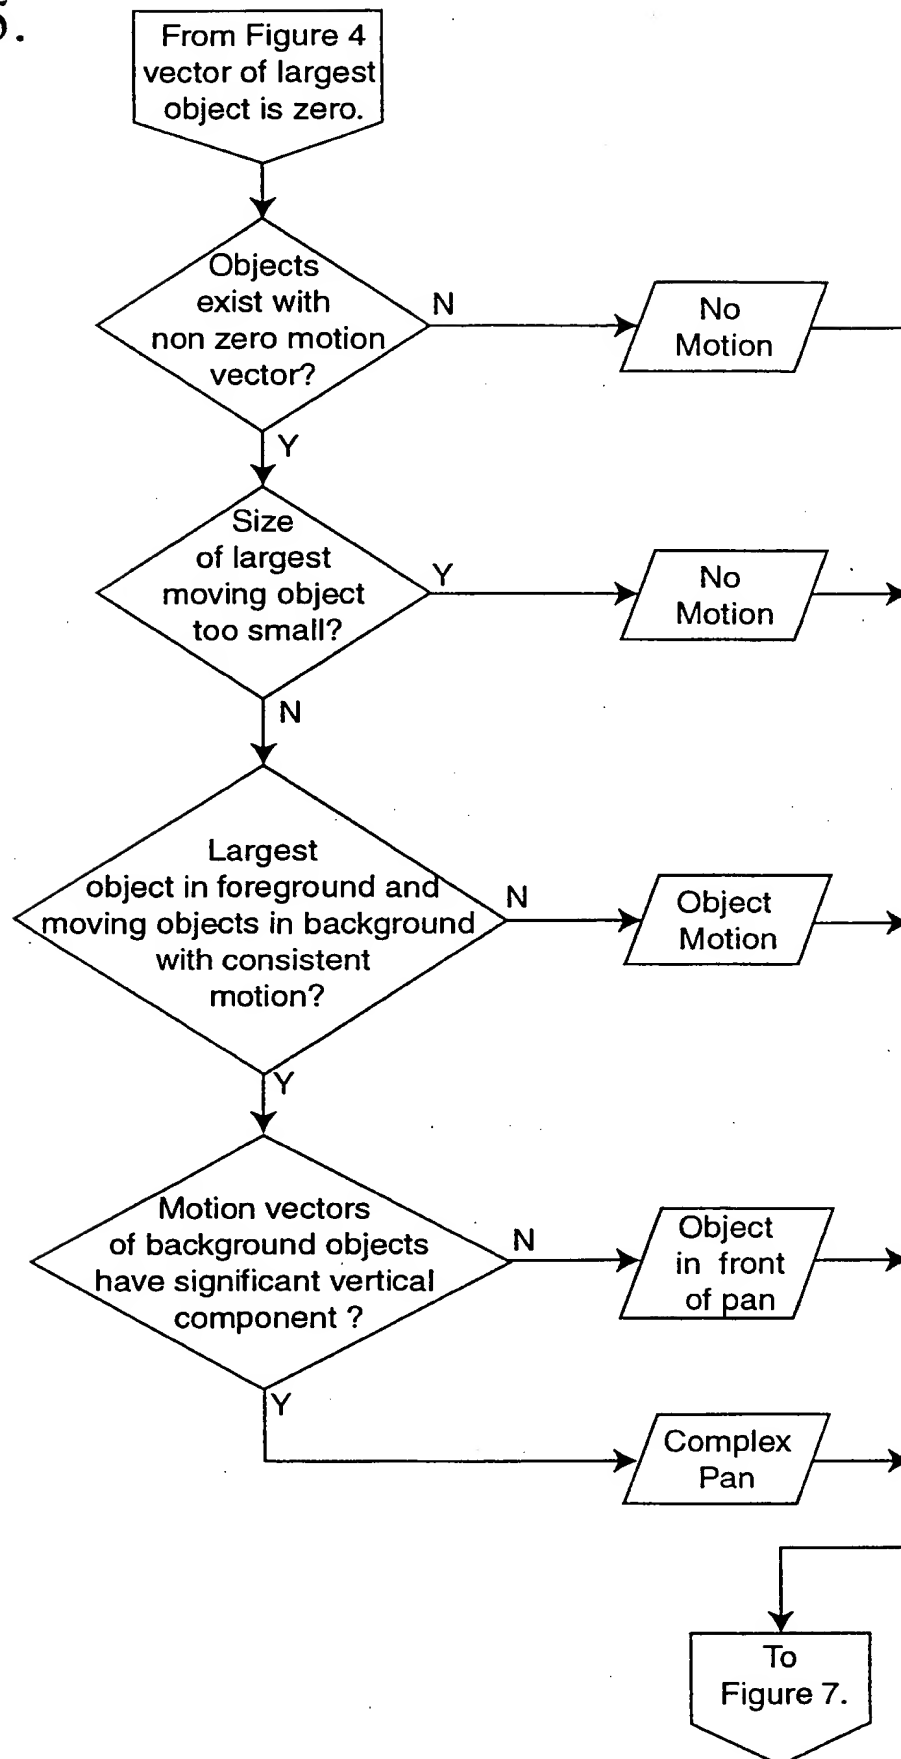 5.
From Figure 4
vector of largest
object is zero.
Objects
exist with
non zero motion
vector?
N
No
Motion
Y
Size
of largest
moving object
too small?
Y
No
Motion
N
Largest
object in foreground and
moving objects in background
with consistent
motion?
N
Object
Motion
Y
Motion vectors
of background objects
have significant vertical
component ?
N
Object
in front
of pan
Y
Complex
Pan
To
Figure 7.